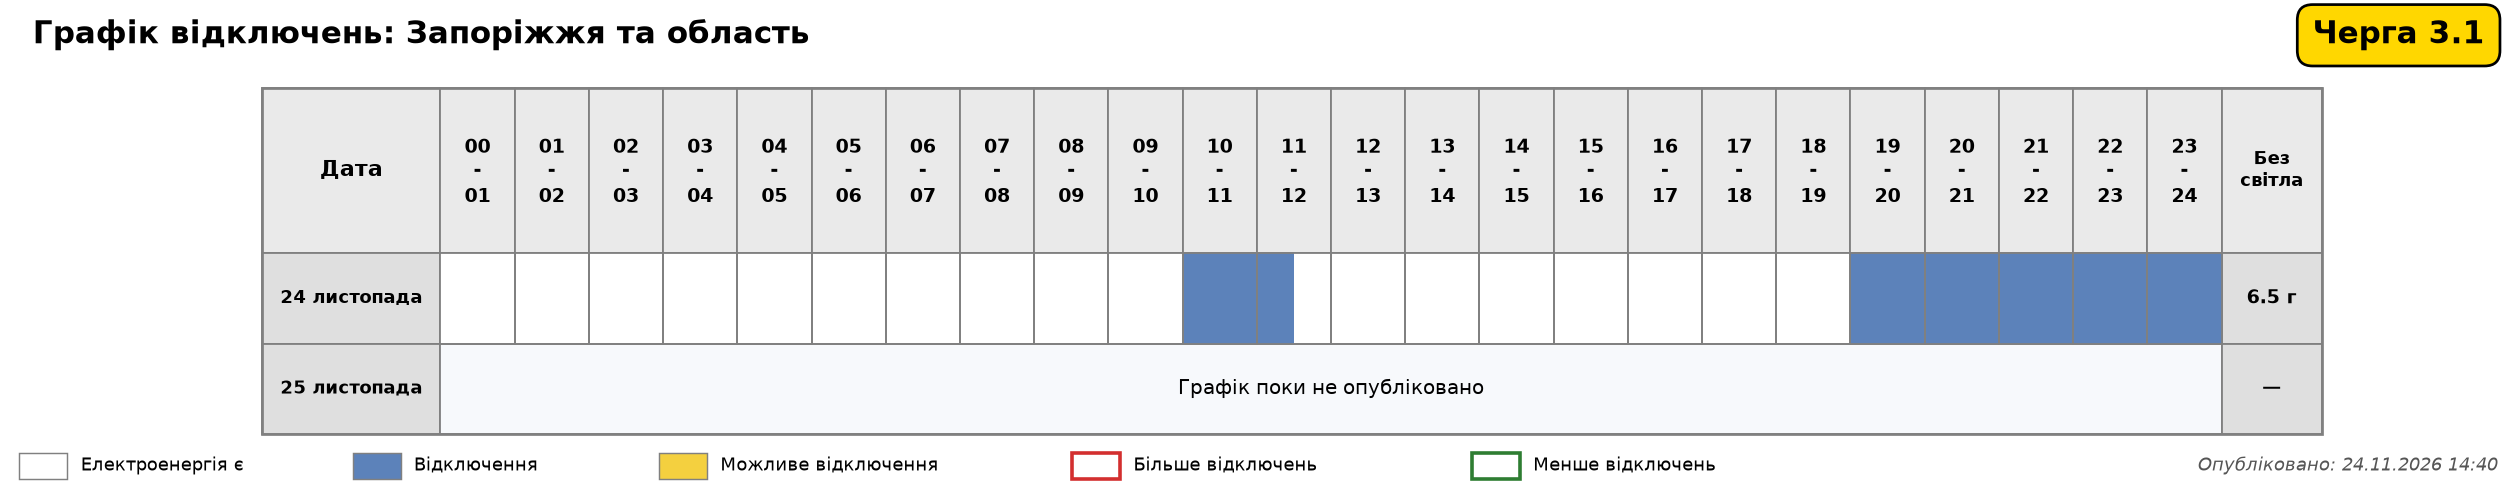 Графік відключень: Запоріжжя та область
Черга 3.1
Дата
00 - 01
01 - 02
02 - 03
03 - 04
04 - 05
05 - 06
06 - 07
07 - 08
08 - 09
09 - 10
10 - 11
11 - 12
12 - 13
13 - 14
14 - 15
15 - 16
16 - 17
17 - 18
18 - 19
19 - 20
20 - 21
21 - 22
22 - 23
23 - 24
Без
світла
24 листопада
6.5 г
25 листопада
Графік поки не опубліковано
—
Електроенергія є
Відключення
Можливе відключення
Більше відключень
Менше відключень
Опубліковано: 24.11.2026 14:40